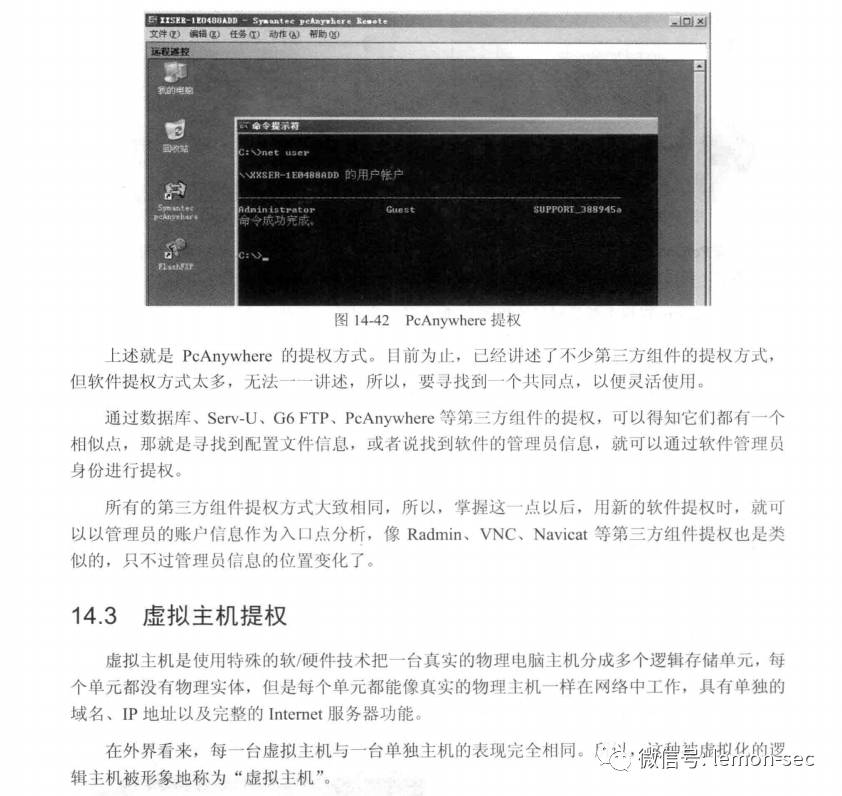 XXSER-1E0488ADD - Symantec pcAnywhere Remote
文件(F) 编辑(E) 任务(T) 动作(A) 帮助(H)
远程遥控
我的电脑
命令提示符
C:\>net user
回收站
\\XXSER-1E0488ADD 的用户帐户
Symantec
pcAnywhere
Administrator Guest SUPPORT_388945a
命令成功完成。
C:\>_
FlashFXP
图 14-42 PcAnywhere 提权
上述就是 PcAnywhere 的提权方式。目前为止，已经讲述了不少第三方组件的提权方式，
但软件提权方式太多，无法一一讲述，所以，要寻找到一个共同点，以便灵活使用。
通过数据库、Serv-U、G6 FTP、PcAnywhere 等第三方组件的提权，可以得知它们都有一个
相似点，那就是寻找到配置文件信息，或者说找到软件的管理员信息，就可以通过软件管理员
身份进行提权。
所有的第三方组件提权方式大致相同，所以，掌握这一点以后，用新的软件提权时，就可
以以管理员的账户信息作为入口点分析，像 Radmin、VNC、Navicat 等第三方组件提权也是类
似的，只不过管理员信息的位置变化了。
14.3 虚拟主机提权
虚拟主机是使用特殊的软/硬件技术把一台真实的物理电脑主机分成多个逻辑存储单元，每
个单元都没有物理实体，但是每个单元都能像真实的物理主机一样在网络中工作，具有单独的
域名、IP 地址以及完整的 Internet 服务器功能。
在外界看来，每一台虚拟主机与一台单独主机的表现完全相同。所以，这种被虚拟化的逻
辑主机被形象地称为“虚拟主机”。
微信号: lemon-sec